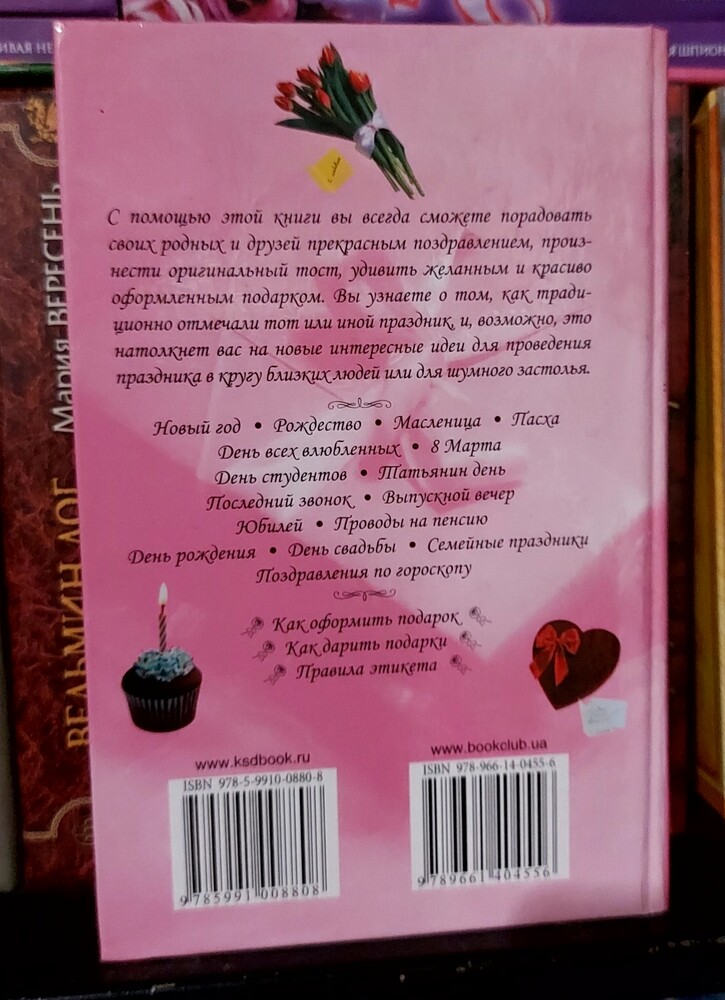 ИВАЯ НЕ
Я ШПИОН
Мария ВЕРЕСЕНЬ
ВЕДЬМИН ЛОГ
С помощью этой книги вы всегда сможете порадовать
своих родных и друзей прекрасным поздравлением, произ-
нести оригинальный тост, удивить желанным и красиво
оформленным подарком. Вы узнаете о том, как тради-
ционно отмечали тот или иной праздник, и, возможно, это
натолкнет вас на новые интересные идеи для проведения
праздника в кругу близких людей или для шумного застолья.
Новый год • Рождество • Масленица • Пасха
День всех влюбленных • 8 Марта
День студентов • Татьянин день
Последний звонок • Выпускной вечер
Юбилей • Проводы на пенсию
День рождения • День свадьбы • Семейные праздники
Поздравления по гороскопу
Как оформить подарок
Как дарить подарки
Правила этикета
www.ksdbook.ru
ISBN 978-5-9910-0880-8
9 785991 008808
www.bookclub.ua
ISBN 978-966-14-0455-6
9 789661 404556